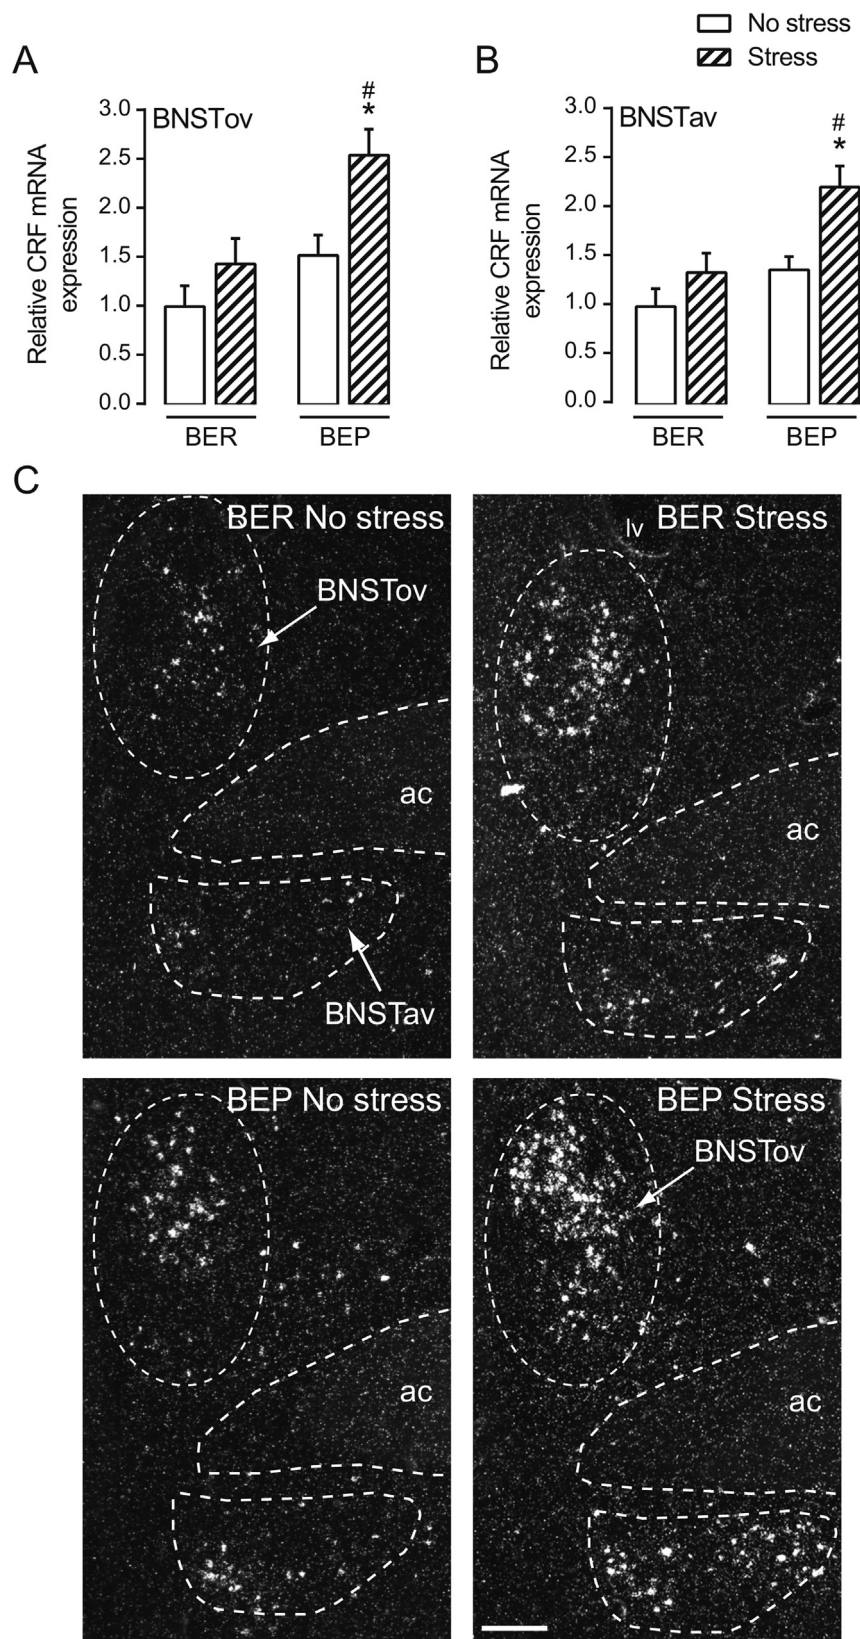 No stress
Stress
A
BNSTov
#
*
3.0
2.5
2.0
1.5
1.0
0.5
0.0
Relative CRF mRNA
expression
BER
BEP
B
BNSTav
#
*
3.0
2.5
2.0
1.5
1.0
0.5
0.0
Relative CRF mRNA
expression
BER
BEP
C
BER No stress
BNSTov
ac
BNSTav
lv
BER Stress
ac
BEP No stress
ac
BEP Stress
BNSTov
ac